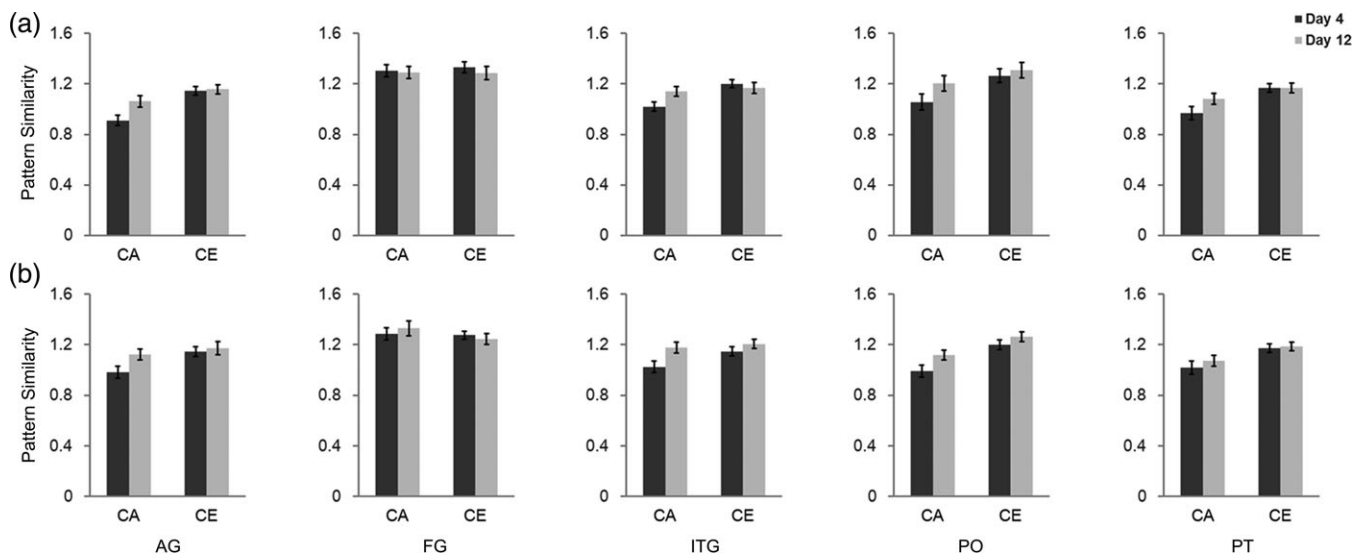 (a)
Day 4
Day 12
Pattern Similarity
1.6 1.6 1.6 1.6 1.6
1.2 1.2 1.2 1.2 1.2
0.8 0.8 0.8 0.8 0.8
0.4 0.4 0.4 0.4 0.4
0 0 0 0 0
CA CE CA CE CA CE CA CE CA CE
(b)
Pattern Similarity
1.6 1.6 1.6 1.6 1.6
1.2 1.2 1.2 1.2 1.2
0.8 0.8 0.8 0.8 0.8
0.4 0.4 0.4 0.4 0.4
0 0 0 0 0
CA CE CA CE CA CE CA CE CA CE
AG FG ITG PO PT